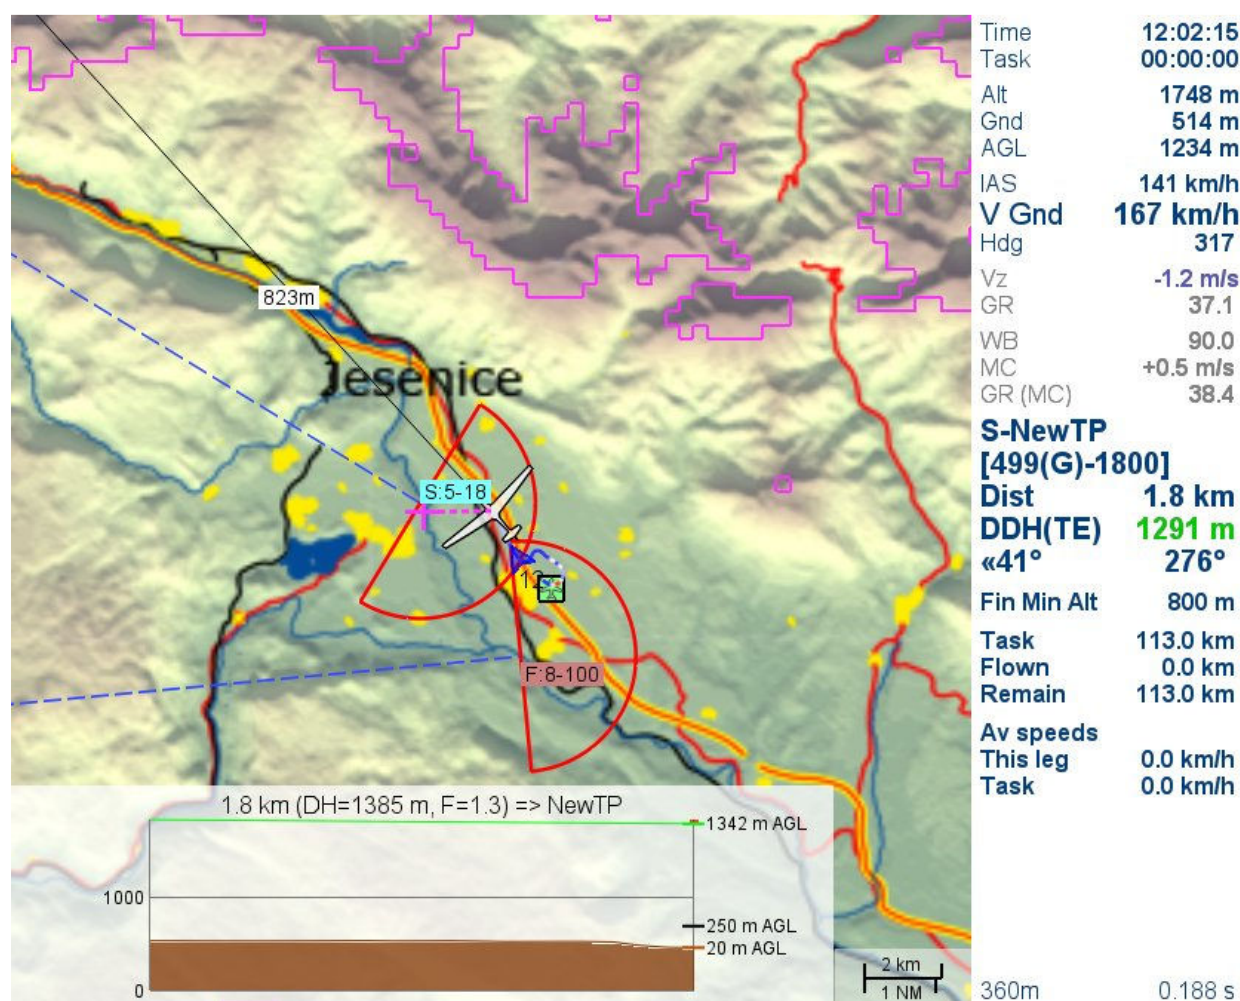 823m
Jesenice
S:5-18
12
F:8-100
1.8 km (DH=1385 m, F=1.3) => NewTP
1342 m AGL
1000
250 m AGL
20 m AGL
0
2 km
1 NM
Time 12:02:15
Task 00:00:00
Alt 1748 m
Gnd 514 m
AGL 1234 m
IAS 141 km/h
V Gnd 167 km/h
Hdg 317
Vz -1.2 m/s
GR 37.1
WB 90.0
MC +0.5 m/s
GR (MC) 38.4
S-NewTP
[499(G)-1800]
Dist 1.8 km
DDH(TE) 1291 m
«41° 276°
Fin Min Alt 800 m
Task 113.0 km
Flown 0.0 km
Remain 113.0 km
Av speeds
This leg 0.0 km/h
Task 0.0 km/h
360m 0.188 s